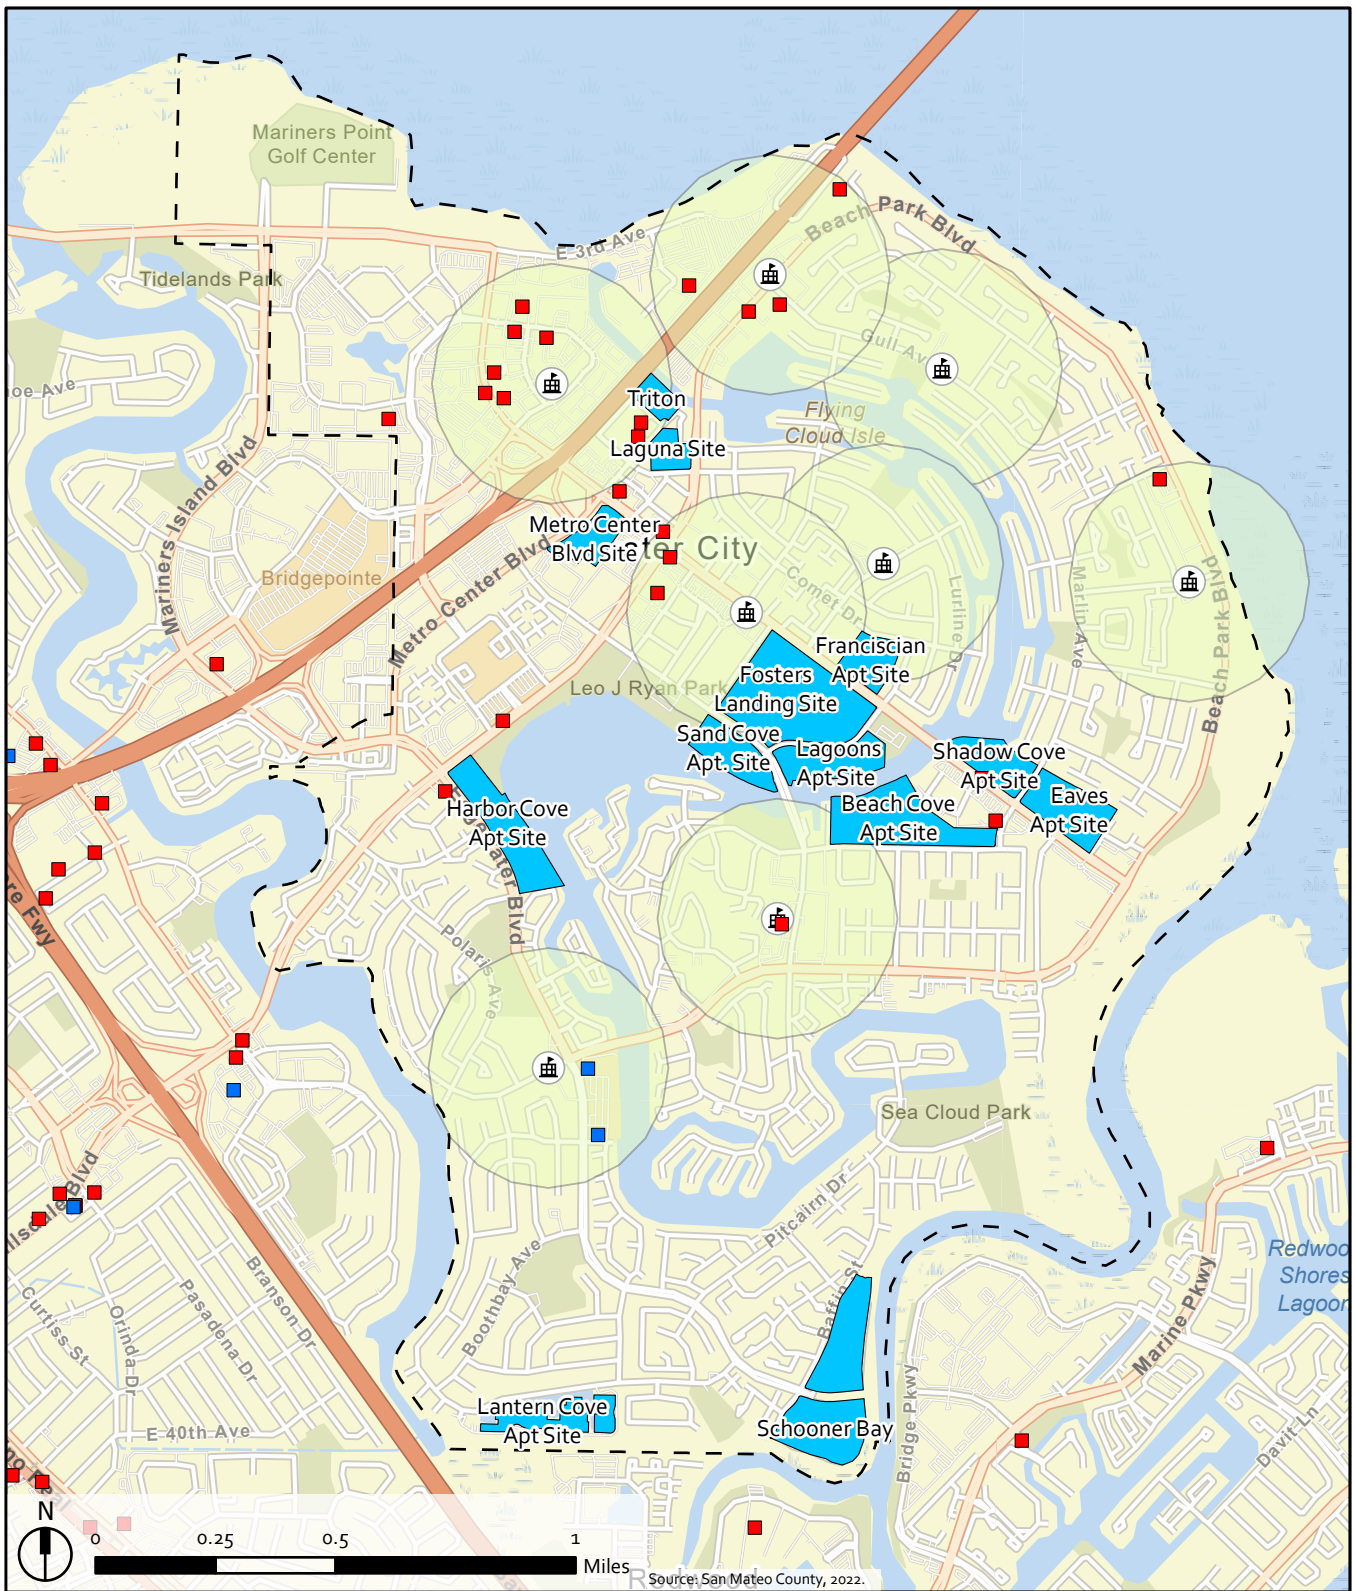 Mariners Point
Golf Center
Beach Park Blvd
E 3rd Ave
Tidelands Park
Gull Ave
Triton
Flying
Cloud Isle
Laguna Site
Mariners Island Blvd
Metro Center
Blvd Site
ter City
Bridgepointe
Metro Center Blvd
Comet Dr
Lurline Dr
Marlin Ave
Beach Park Blvd
Franciscian
Apt Site
Fosters
Landing Site
Leo J Ryan Park
Sand Cove
Apt. Site
Lagoons
Apt Site
Shadow Cove
Apt Site
Eaves
Apt Site
Beach Cove
Apt Site
Harbor Cove
Apt Site
Polaris Ave
Sea Cloud Park
Pitcairn Dr
Boothbay Ave
Baffin St
Redwoo
Shores
Lagoon
Marine Pkwy
Bridge Pkwy
Davit Ln
Branson Dr
Pasadena Dr
Orinda Dr
Curtiss St
E 40th Ave
Lantern Cove
Apt Site
Schooner Bay
N
0 0.25 0.5 1
Miles
Source: San Mateo County, 2022.
Redwood